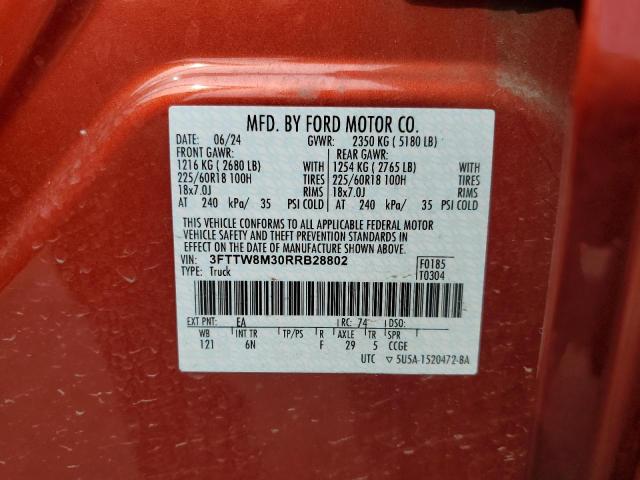 MFD. BY FORD MOTOR CO.
DATE: 06/24 GVWR: 2350 KG ( 5180 LB)
FRONT GAWR: REAR GAWR:
1216 KG ( 2680 LB) WITH 1254 KG ( 2765 LB) WITH
225/60R18 100H TIRES 225/60R18 100H TIRES
18x7.0J RIMS 18x7.0J RIMS
AT 240 kPa/ 35 PSI COLD AT 240 kPa/ 35 PSI COLD
THIS VEHICLE CONFORMS TO ALL APPLICABLE FEDERAL MOTOR
VEHICLE SAFETY AND THEFT PREVENTION STANDARDS IN
EFFECT ON THE DATE OF MANUFACTURE SHOWN ABOVE.
VIN: 3FTTW8M30RRB28802 F0185
TYPE: Truck T0304
EXT PNT: EA RC: 74 DSO:
WB INT TR TP/PS R AXLE TR SPR
121 6N F 29 5 CCGE
UTC ▽ 5U5A-1520472-BA